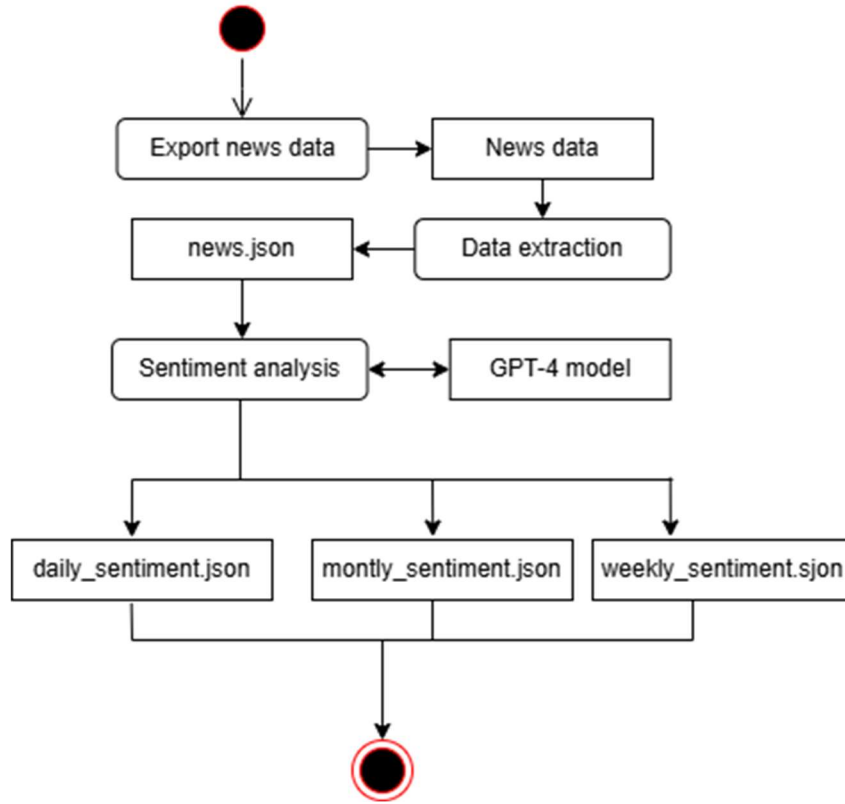 Export news data
News data
news.json
Data extraction
Sentiment analysis
GPT-4 model
daily_sentiment.json
montly_sentiment.json
weekly_sentiment.sjon